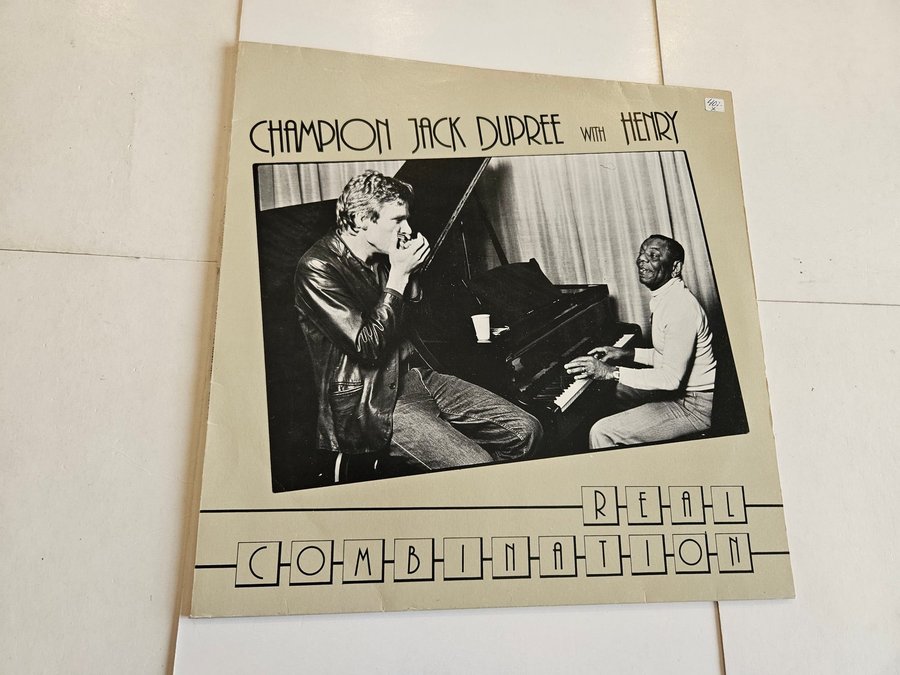 CHAMPION JACK DUPREE WITH HENRY
REAL
COMBINATION